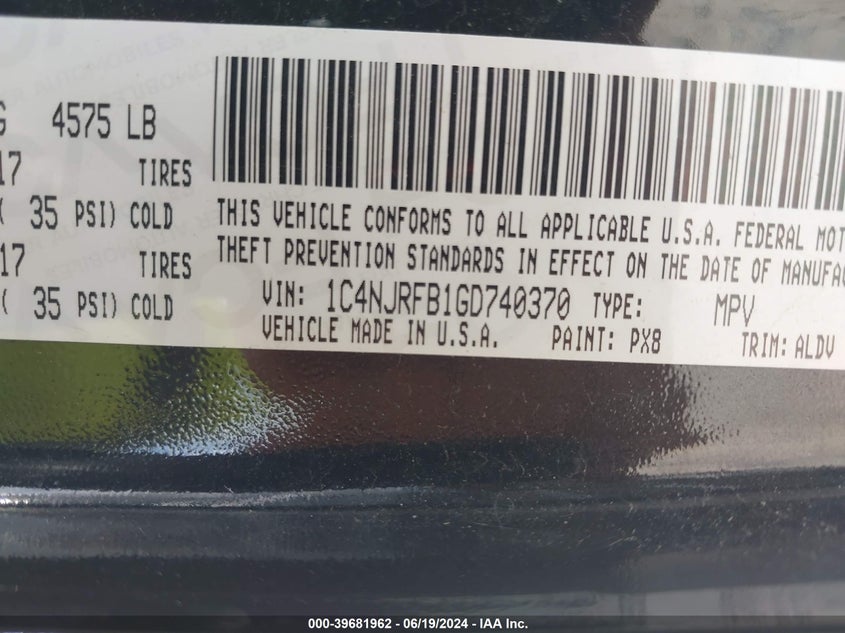 G 4575 LB
17 TIRES
( 35 PSI) COLD
17 TIRES
( 35 PSI) COLD
THIS VEHICLE CONFORMS TO ALL APPLICABLE U.S.A. FEDERAL MOT
THEFT PREVENTION STANDARDS IN EFFECT ON THE DATE OF MANUFA
VIN: 1C4NJRFB1GD740370 TYPE: MPV
VEHICLE MADE IN U.S.A. PAINT: PX8 TRIM: ALDV
000-39681962 - 06/19/2024 - IAA Inc.